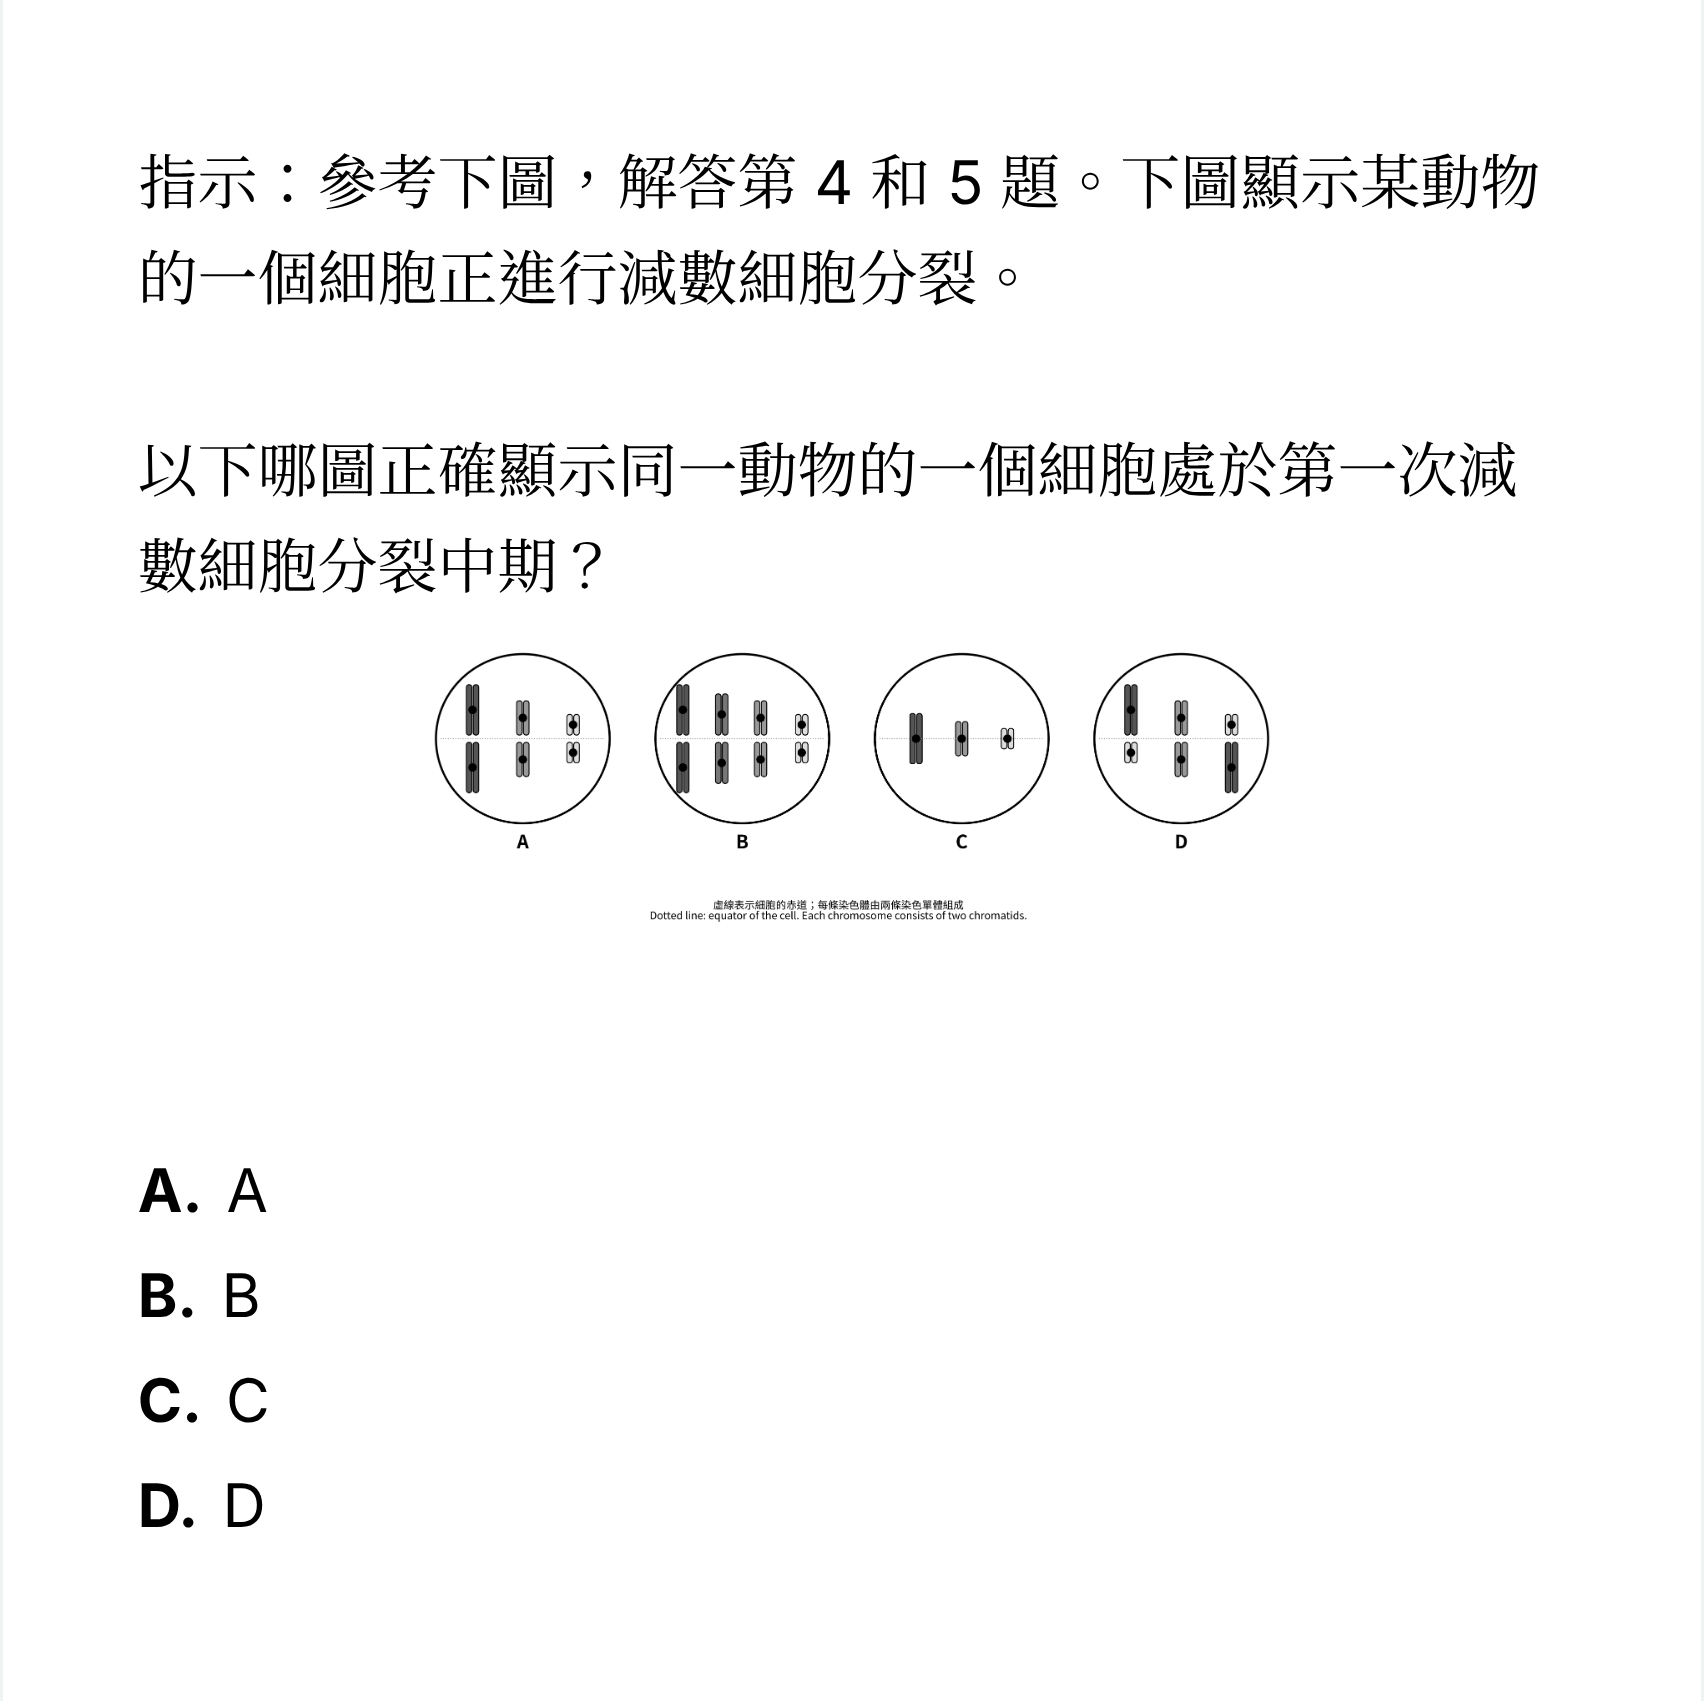 指示：參考下圖，解答第 4 和 5 題。下圖顯示某動物
的一個細胞正進行減數細胞分裂。
以下哪圖正確顯示同一動物的一個細胞處於第一次減
數細胞分裂中期？
A B C D
虛線表示細胞的赤道；每條染色體由兩條染色單體組成
Dotted line: equator of the cell. Each chromosome consists of two chromatids.
A. A
B. B
C. C
D. D